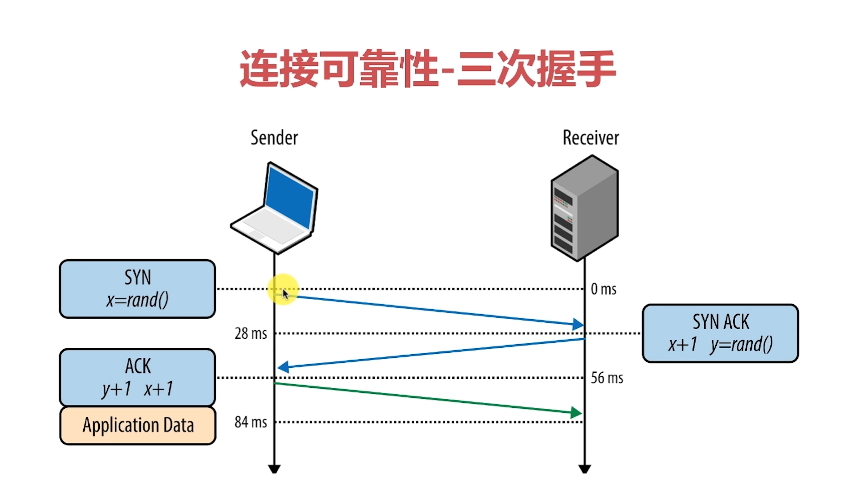 连接可靠性-三次握手
Sender
Receiver
SYN
x=rand()
0 ms
SYN ACK
x+1 y=rand()
28 ms
ACK
y+1 x+1
56 ms
Application Data
84 ms